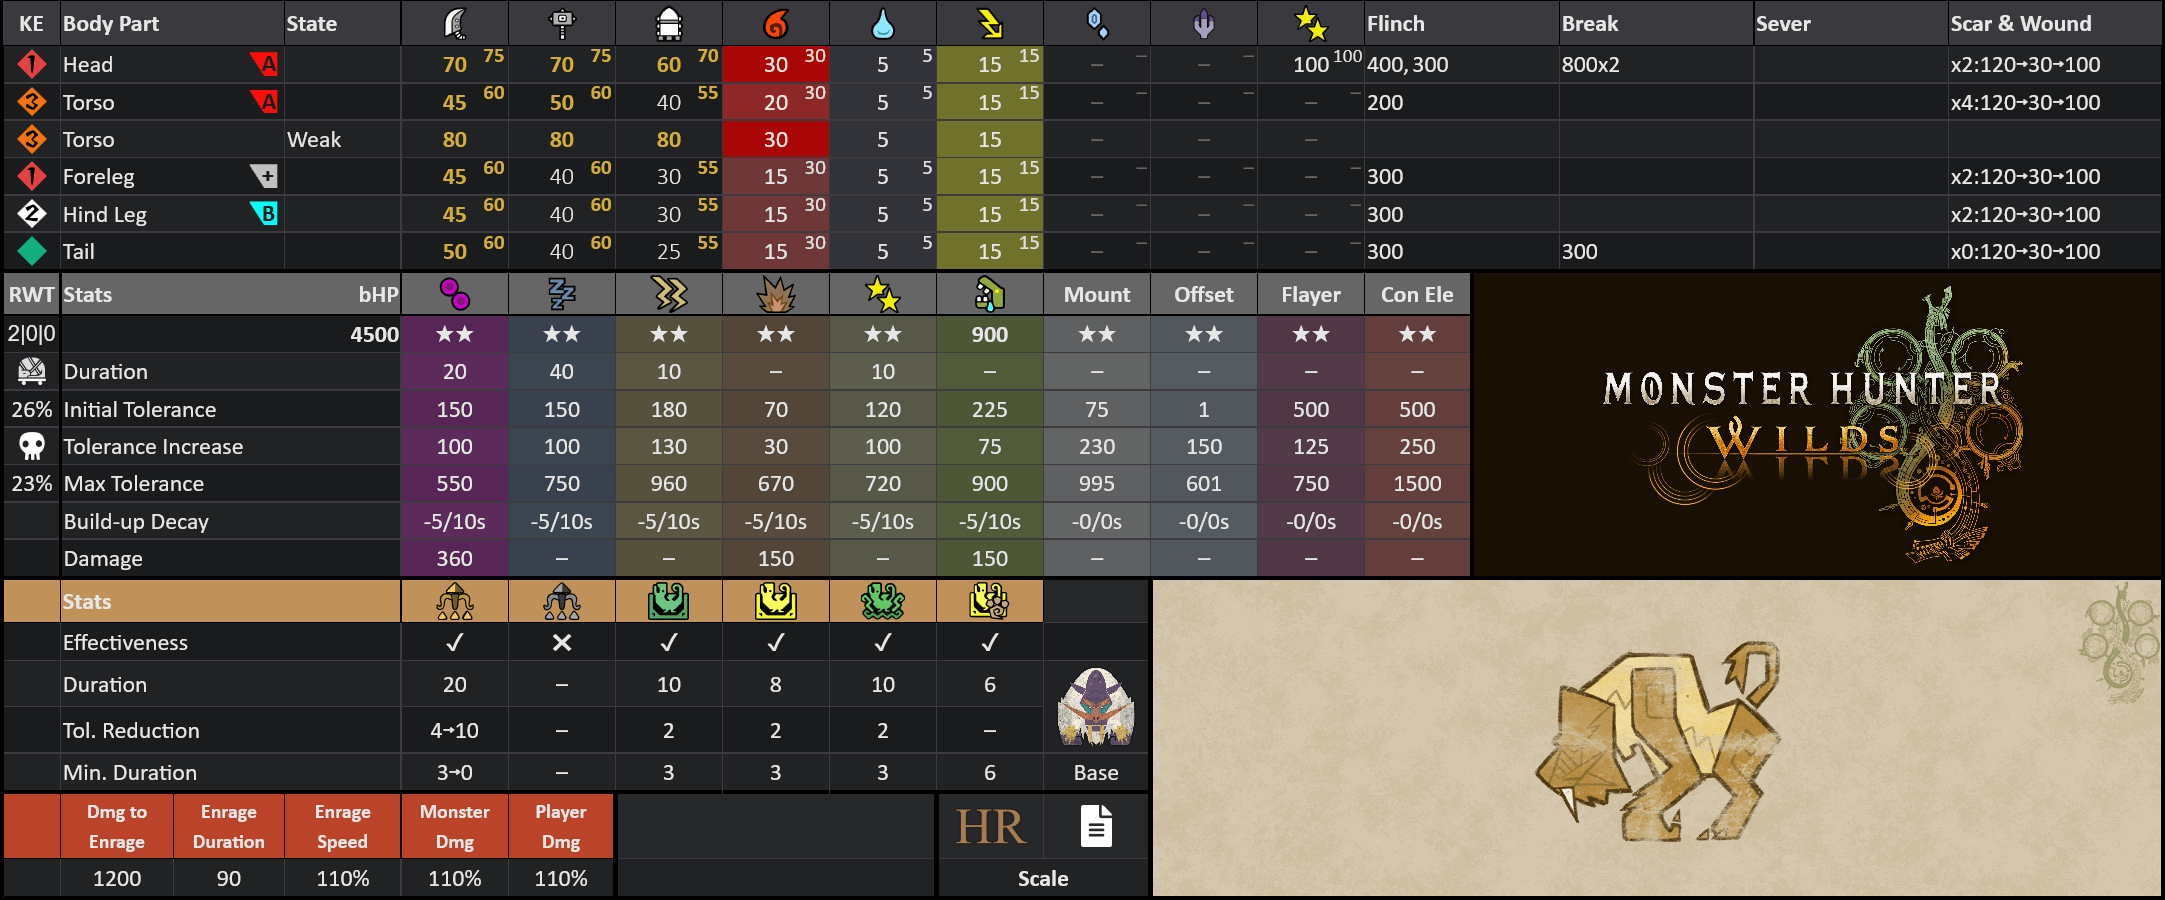 KE Body Part State Flinch Break Sever Scar & Wound
1 Head A 70 75 70 75 60 70 30 30 5 5 15 15 – – – – 100 100 400, 300 800x2 x2:120→30→100
3 Torso A 45 60 50 60 40 55 20 30 5 5 15 15 – – – – – – 200 x4:120→30→100
3 Torso Weak 80 80 80 30 5 15 – – –
1 Foreleg + 45 60 40 60 30 55 15 30 5 5 15 15 – – – – – – 300 x2:120→30→100
2 Hind Leg B 45 60 40 60 30 55 15 30 5 5 15 15 – – – – – – 300 x2:120→30→100
Tail 50 60 40 60 25 55 15 30 5 5 15 15 – – – – – – 300 300 x0:120→30→100
RWT Stats bHP Mount Offset Flayer Con Ele
2|0|0 4500 ★★ ★★ ★★ ★★ ★★ 900 ★★ ★★ ★★ ★★
Duration 20 40 10 – 10 – – – – –
26% Initial Tolerance 150 150 180 70 120 225 75 1 500 500
Tolerance Increase 100 100 130 30 100 75 230 150 125 250
23% Max Tolerance 550 750 960 670 720 900 995 601 750 1500
Build-up Decay -5/10s -5/10s -5/10s -5/10s -5/10s -5/10s -0/0s -0/0s -0/0s -0/0s
Damage 360 – – 150 – 150 – – – –
MONSTER HUNTER
WILDS
Stats
Effectiveness ✓ ✕ ✓ ✓ ✓ ✓
Duration 20 – 10 8 10 6
Tol. Reduction 4→10 – 2 2 2 –
Min. Duration 3→0 – 3 3 3 6 Base
Dmg to Enrage Enrage Monster Player
Enrage Duration Speed Dmg Dmg
HR
1200 90 110% 110% 110% Scale